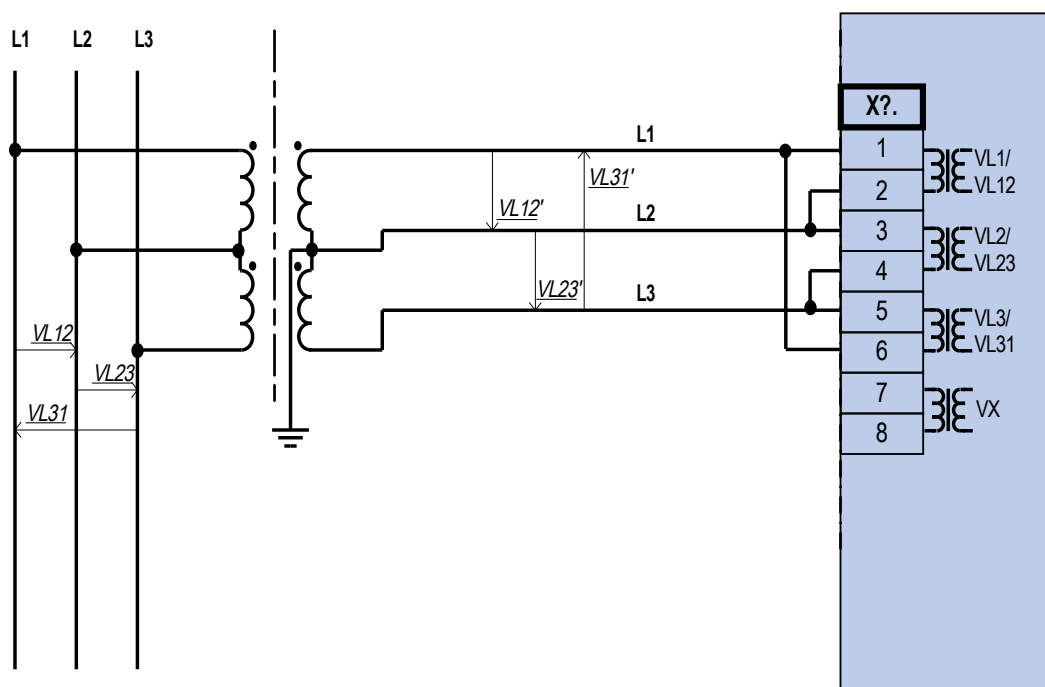 L1 L2 L3
X?.
L1
1
VL1/
VL12
VL31'
2
VL12'
L2
3
VL2/
VL23
4
VL23'
L3
5
VL3/
VL31
6
VL12
VL23
7
VX
VL31
8